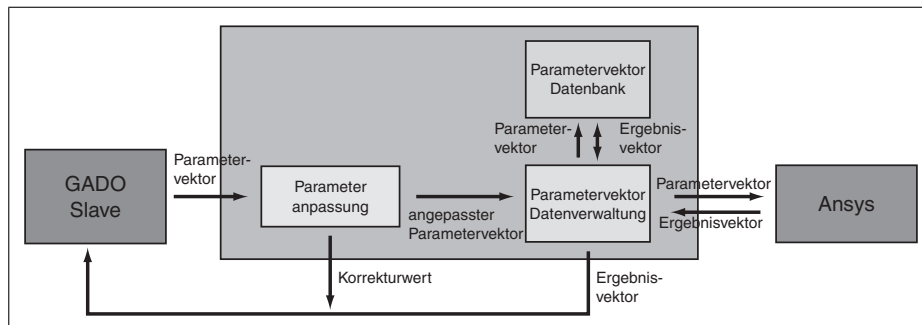 Parametervektor
Datenbank
Parameter-
vektor
Ergebnis-
vektor
GADO
Slave
Parameter-
vektor
Parameter
anpassung
angepasster
Parametervektor
Parametervektor
Datenverwaltung
Parametervektor
Ergebnisvektor
Ansys
Korrekturwert
Ergebnis-
vektor